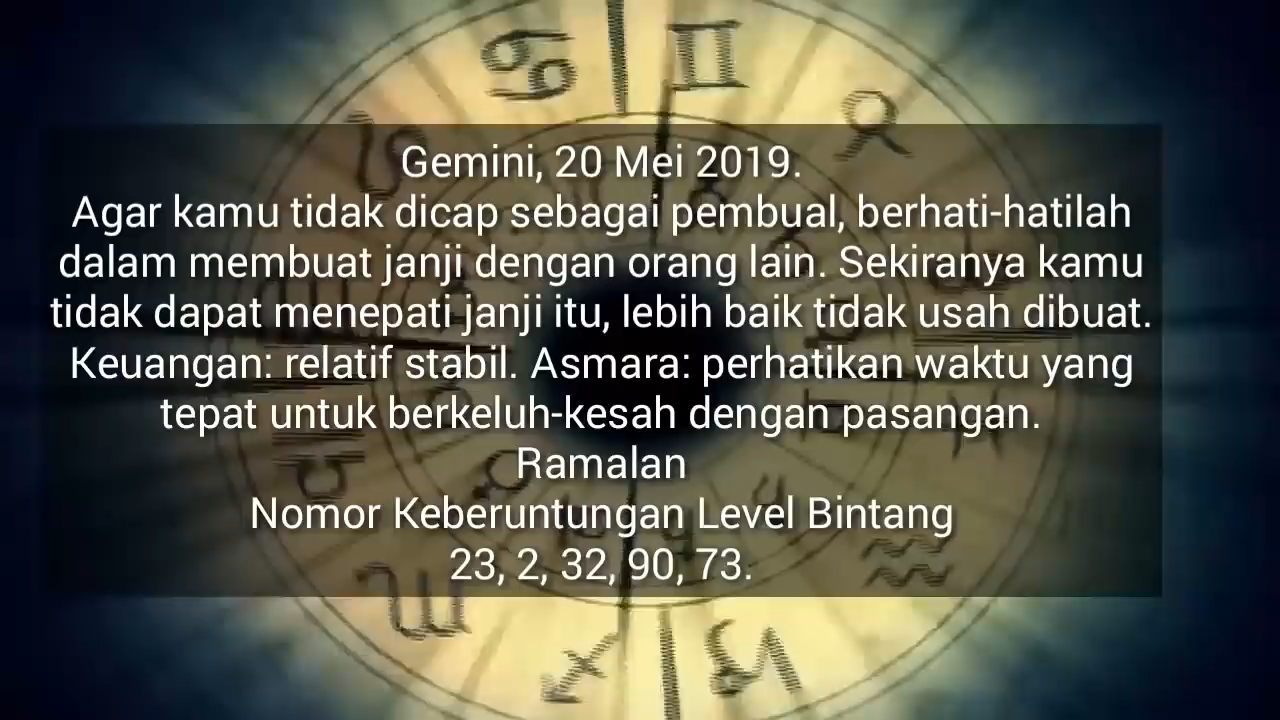 Gemini, 20 Mei 2019.
Agar kamu tidak dicap sebagai pembual, berhati-hatilah
dalam membuat janji dengan orang lain. Sekiranya kamu
tidak dapat menepati janji itu, lebih baik tidak usah dibuat.
Keuangan: relatif stabil. Asmara: perhatikan waktu yang
tepat untuk berkeluh-kesah dengan pasangan.
Ramalan
Nomor Keberuntungan Level Bintang
23, 2, 32, 90, 73.